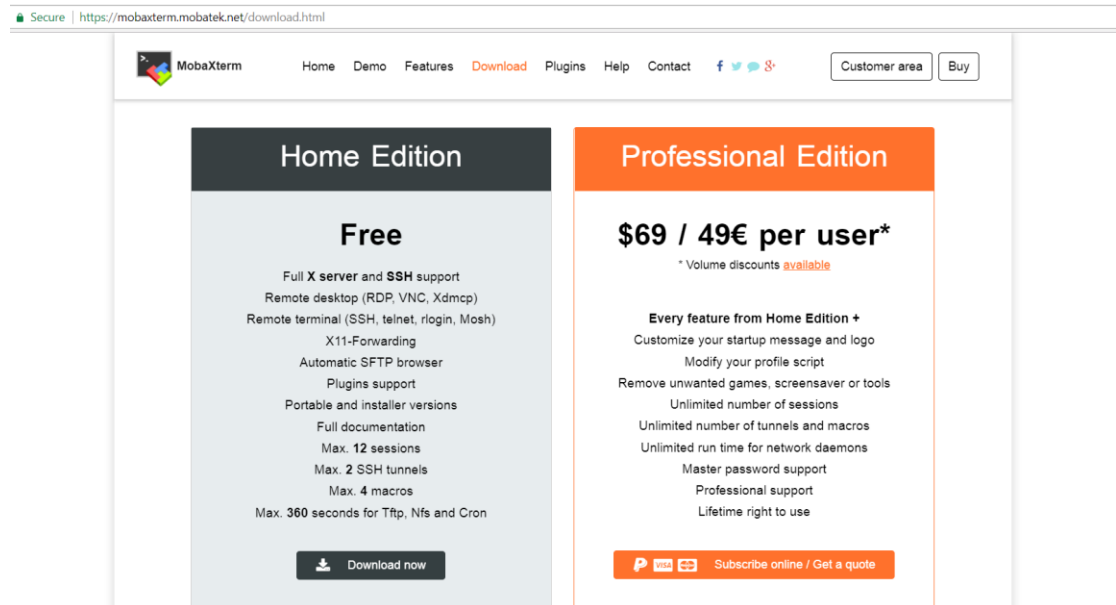 Secure | https://mobaxterm.mobatek.net/download.html
MobaXterm Home Demo Features Download Plugins Help Contact Customer area Buy
Home Edition
Free
Full X server and SSH support
Remote desktop (RDP, VNC, Xdmcp)
Remote terminal (SSH, telnet, rlogin, Mosh)
X11-Forwarding
Automatic SFTP browser
Plugins support
Portable and installer versions
Full documentation
Max. 12 sessions
Max. 2 SSH tunnels
Max. 4 macros
Max. 360 seconds for Tftp, Nfs and Cron
Download now
Professional Edition
$69 / 49€ per user*
* Volume discounts available
Every feature from Home Edition +
Customize your startup message and logo
Modify your profile script
Remove unwanted games, screensaver or tools
Unlimited number of sessions
Unlimited number of tunnels and macros
Unlimited run time for network daemons
Master password support
Professional support
Lifetime right to use
VISA Subscribe online / Get a quote